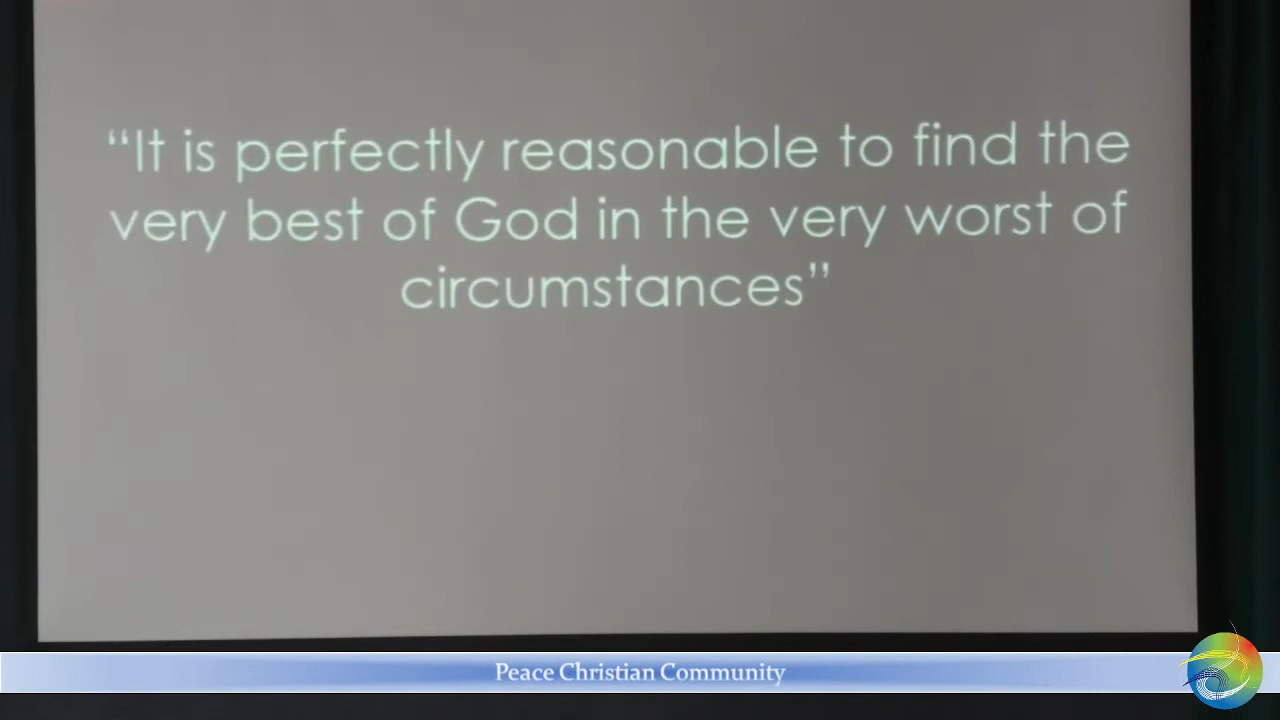 “It is perfectly reasonable to find the
very best of God in the very worst of
circumstances”
Peace Christian Community